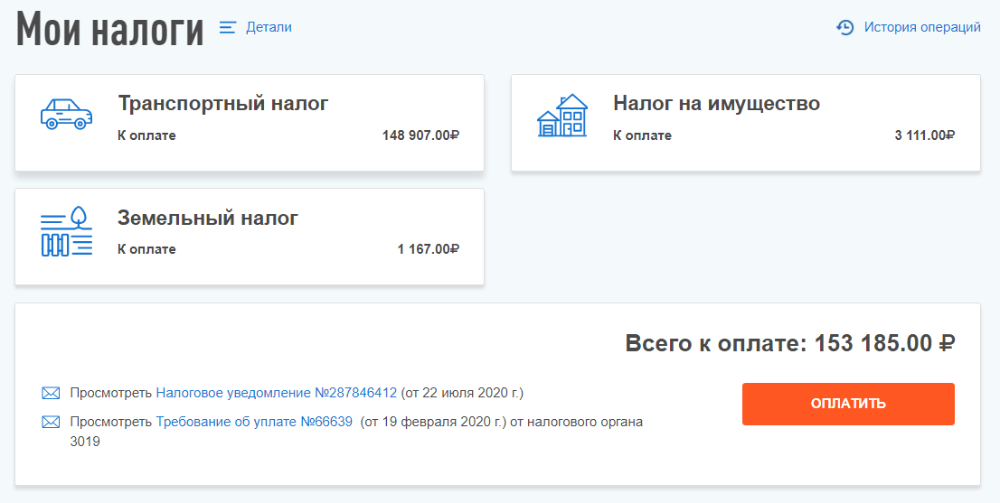 Мои налоги
Детали
История операций
Транспортный налог
К оплате 148 907.00₽
Налог на имущество
К оплате 3 111.00₽
Земельный налог
К оплате 1 167.00₽
Всего к оплате: 153 185.00 ₽
Просмотреть Налоговое уведомление №287846412 (от 22 июля 2020 г.)
ОПЛАТИТЬ
Просмотреть Требование об уплате №66639 (от 19 февраля 2020 г.) от налогового органа
3019